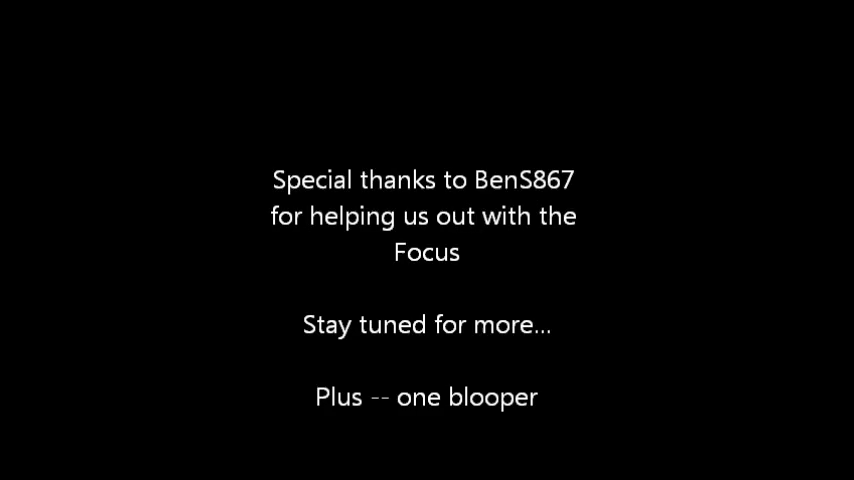 Special thanks to BenS867
for helping us out with the
Focus
Stay tuned for more...
Plus -- one blooper